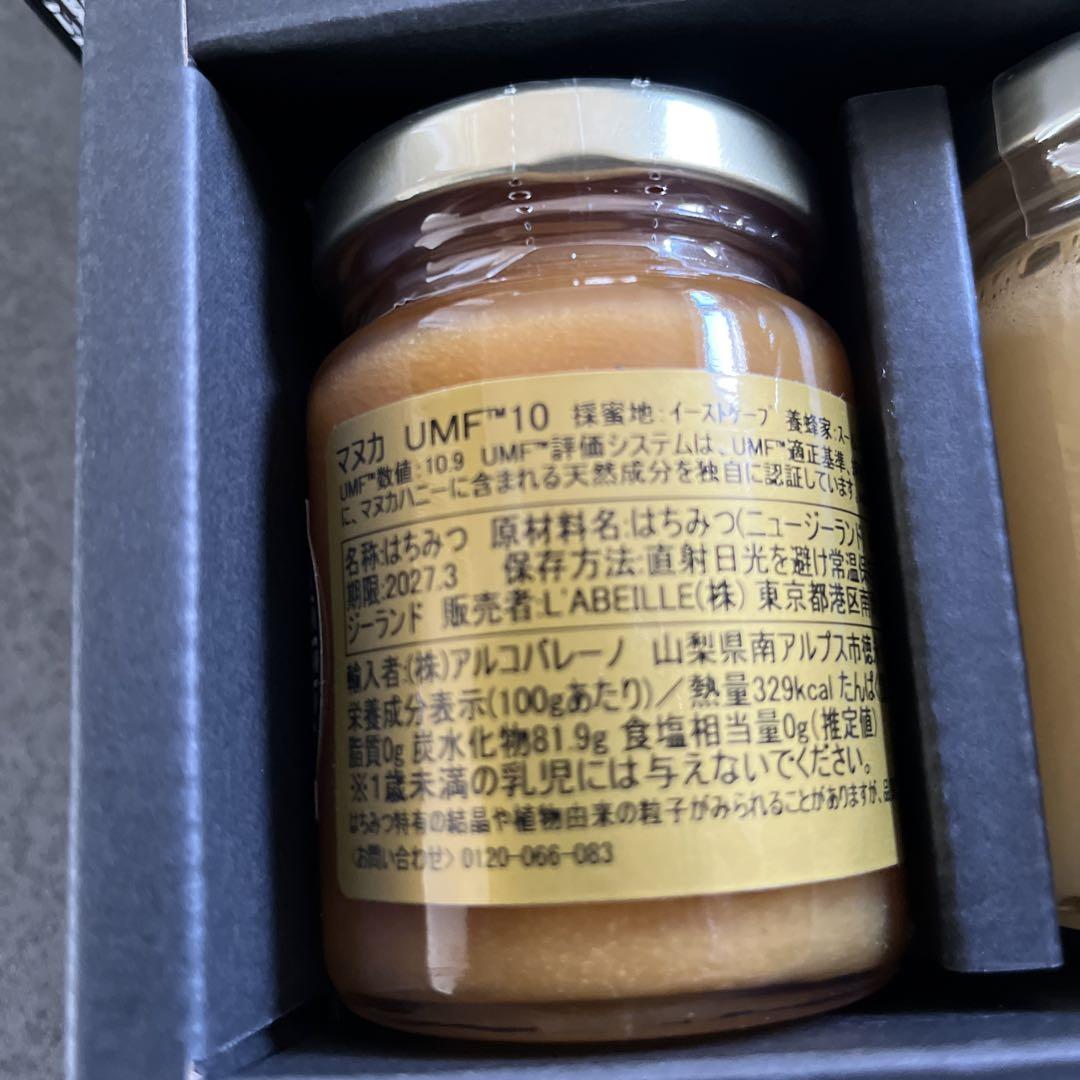 マヌカ UMF™10 採蜜地:イーストケープ 養蜂家:スー
UMF™数値:10.9 UMF™評価システムは、UMF™適正基準、
に、マヌカハニーに含まれる天然成分を独自に認証しています
名称:はちみつ 原材料名:はちみつ(ニュージーランド
期限:2027.3 保存方法:直射日光を避け常温
ジーランド 販売者:L'ABEILLE(株) 東京都港区南
輸入者:(株)アルコバレーノ 山梨県南アルプス市徳
栄養成分表示(100gあたり)／熱量329kcal たんぱ
脂質0g 炭水化物81.9g 食塩相当量0g(推定値)
※1歳未満の乳児には与えないでください。
はちみつ特有の結晶や植物由来の粒子がみられることがありますが、品
〈お問い合わせ〉0120-066-083